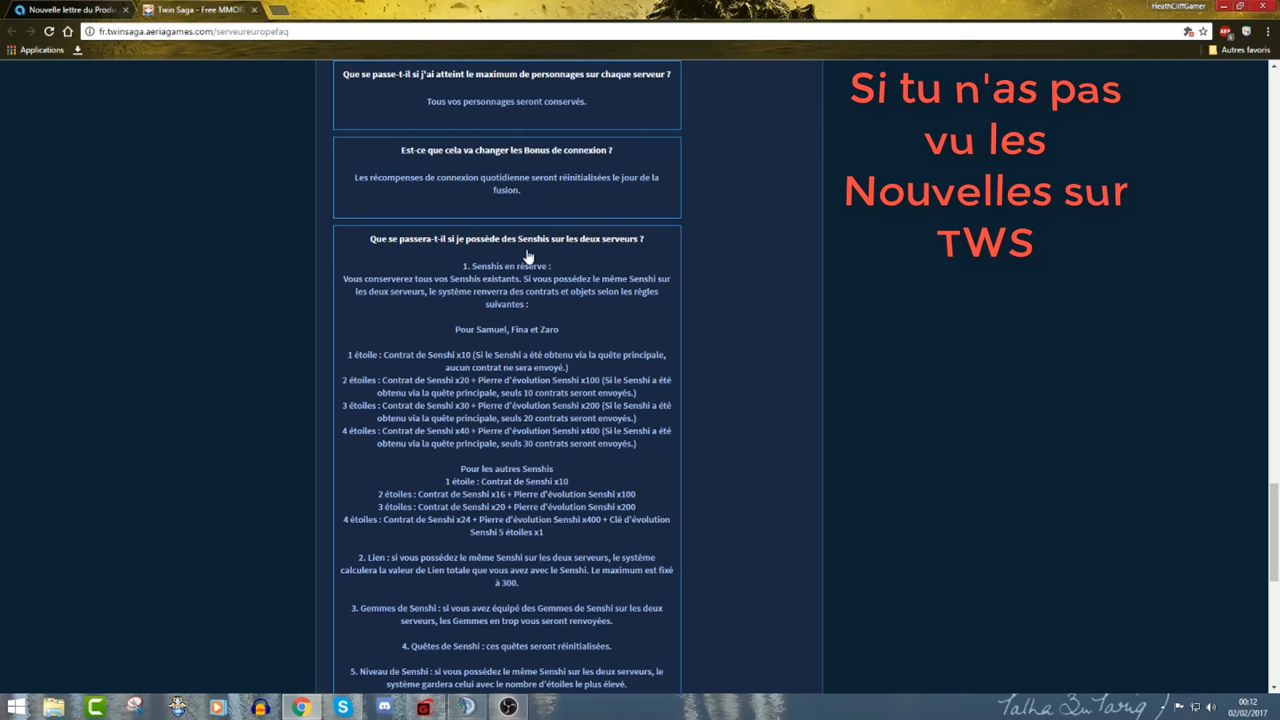 Nouvelle lettre du Produ
Twin Saga - Free MMOR
HeathCliffGamer
fr.twinsaga.aeriagames.com/serveureuropefaq
Applications
Autres favoris
Que se passe-t-il si j'ai atteint le maximum de personnages sur chaque serveur ?
Tous vos personnages seront conservés.
Est-ce que cela va changer les Bonus de connexion ?
Les récompenses de connexion quotidienne seront réinitialisées le jour de la
fusion.
Que se passera-t-il si je possède des Senshis sur les deux serveurs ?
1. Senshis en réserve :
Vous conserverez tous vos Senshis existants. Si vous possédez le même Senshi sur
les deux serveurs, le système renverra des contrats et objets selon les règles
suivantes :
Pour Samuel, Fina et Zaro
1 étoile : Contrat de Senshi x10 (Si le Senshi a été obtenu via la quête principale,
aucun contrat ne sera envoyé.)
2 étoiles : Contrat de Senshi x20 + Pierre d'évolution Senshi x100 (Si le Senshi a été
obtenu via la quête principale, seuls 10 contrats seront envoyés.)
3 étoiles : Contrat de Senshi x30 + Pierre d'évolution Senshi x200 (Si le Senshi a été
obtenu via la quête principale, seuls 20 contrats seront envoyés.)
4 étoiles : Contrat de Senshi x40 + Pierre d'évolution Senshi x400 (Si le Senshi a été
obtenu via la quête principale, seuls 30 contrats seront envoyés.)
Pour les autres Senshis
1 étoile : Contrat de Senshi x10
2 étoiles : Contrat de Senshi x16 + Pierre d'évolution Senshi x100
3 étoiles : Contrat de Senshi x20 + Pierre d'évolution Senshi x200
4 étoiles : Contrat de Senshi x24 + Pierre d'évolution Senshi x400 + Clé d'évolution
Senshi 5 étoiles x1
2. Lien : si vous possédez le même Senshi sur les deux serveurs, le système
calculera la valeur de Lien totale que vous avez avec le Senshi. Le maximum est fixé
à 300.
3. Gemmes de Senshi : si vous avez équipé des Gemmes de Senshi sur les deux
serveurs, les Gemmes en trop vous seront renvoyées.
4. Quêtes de Senshi : ces quêtes seront réinitialisées.
5. Niveau de Senshi : si vous possédez le même Senshi sur les deux serveurs, le
système gardera celui avec le nombre d'étoiles le plus élevé.
Si tu n'as pas
vu les
Nouvelles sur
TWS
Talha Bin Tariq
00:12
02/02/2017